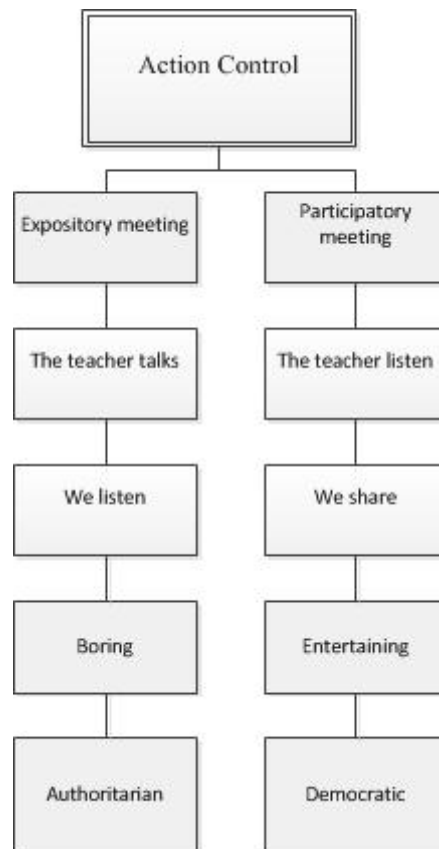 Action Control
Expository meeting
Participatory
meeting
The teacher talks
The teacher listen
We listen
We share
Boring
Entertaining
Authoritarian
Democratic